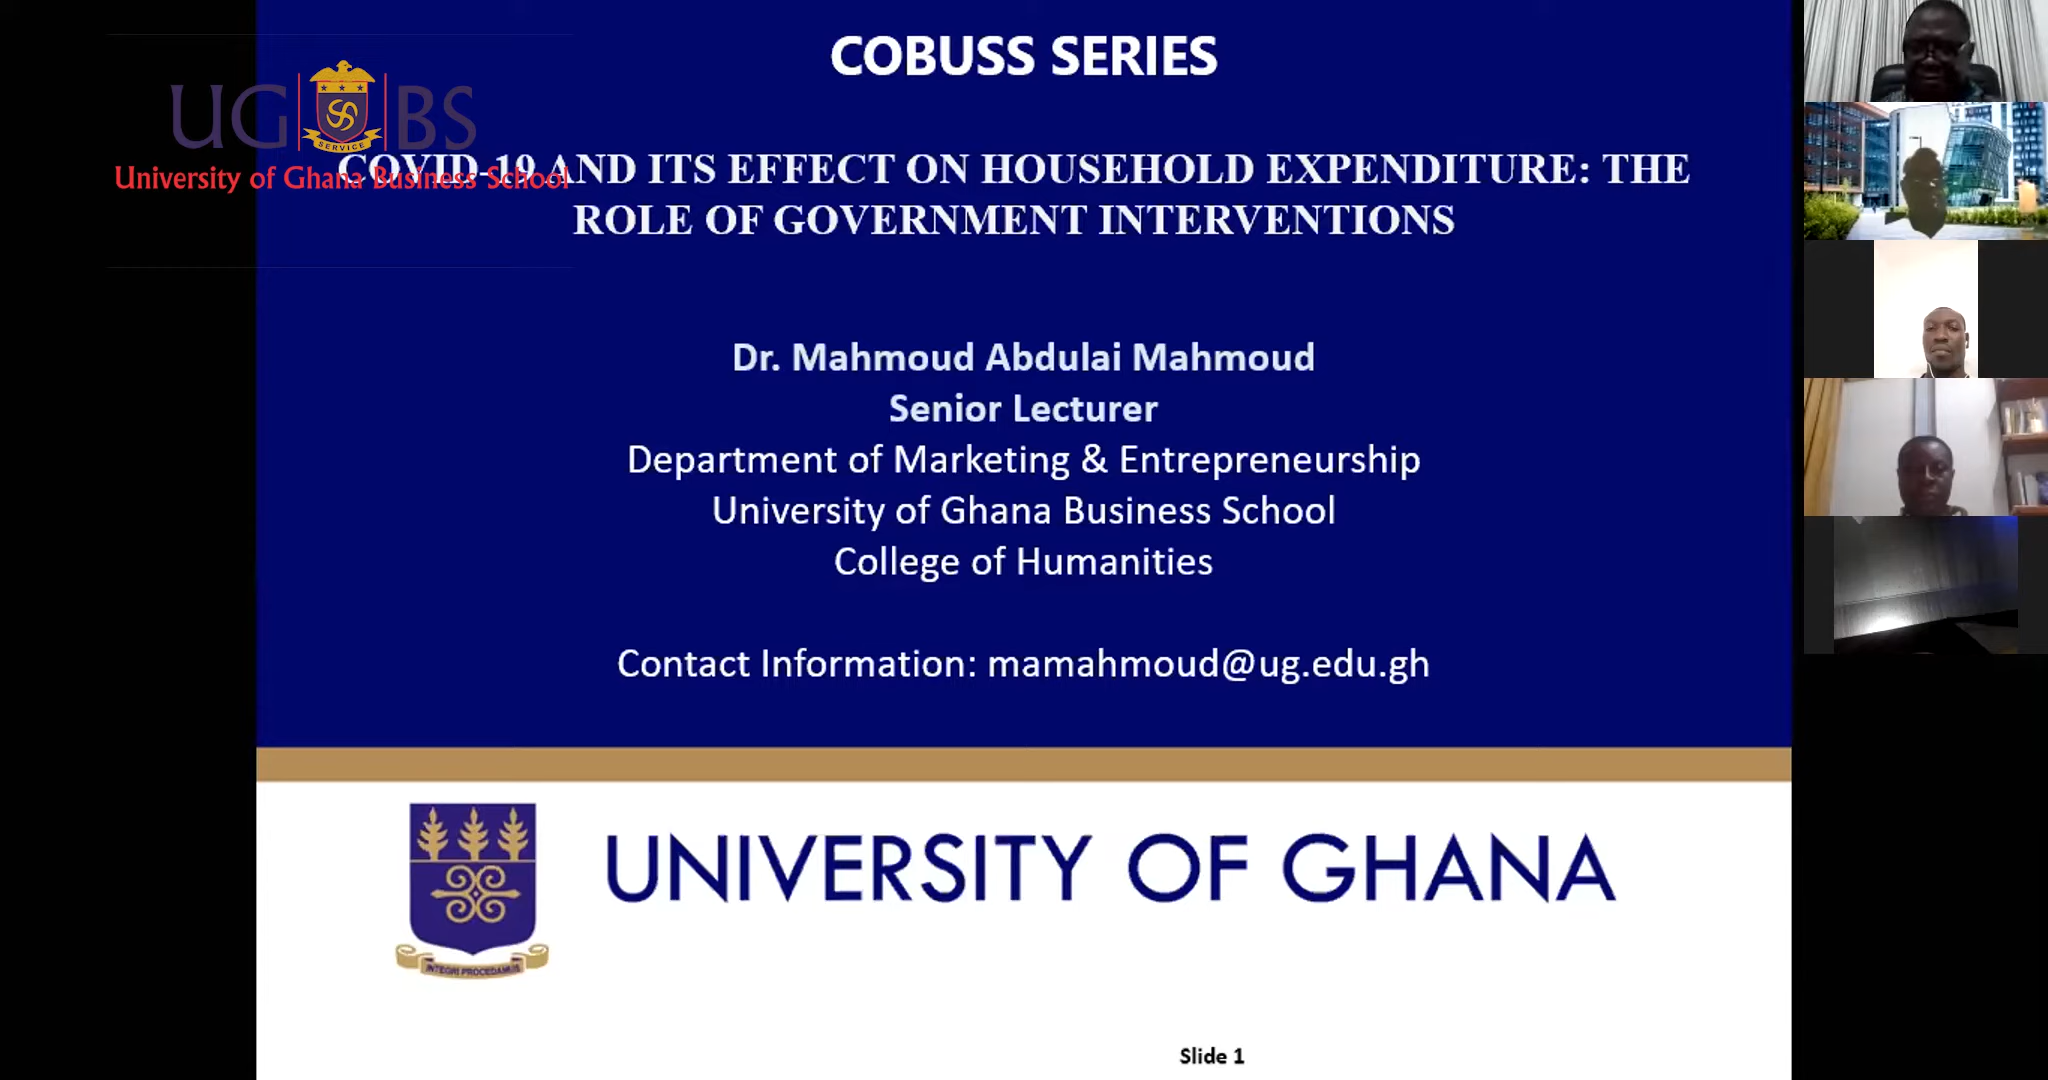 COBUSS SERIES
UG BS
SERVICE
University of Ghana Business School
COVID-19 AND ITS EFFECT ON HOUSEHOLD EXPENDITURE: THE
ROLE OF GOVERNMENT INTERVENTIONS
Dr. Mahmoud Abdulai Mahmoud
Senior Lecturer
Department of Marketing & Entrepreneurship
University of Ghana Business School
College of Humanities
Contact Information: mamahmoud@ug.edu.gh
UNIVERSITY OF GHANA
INTEGRI PROCEDAMUS
Slide 1